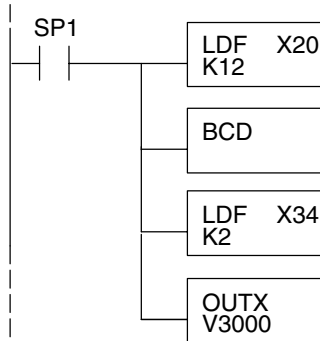 SP1
LDF X20
K12
BCD
LDF X34
K2
OUTX
V3000